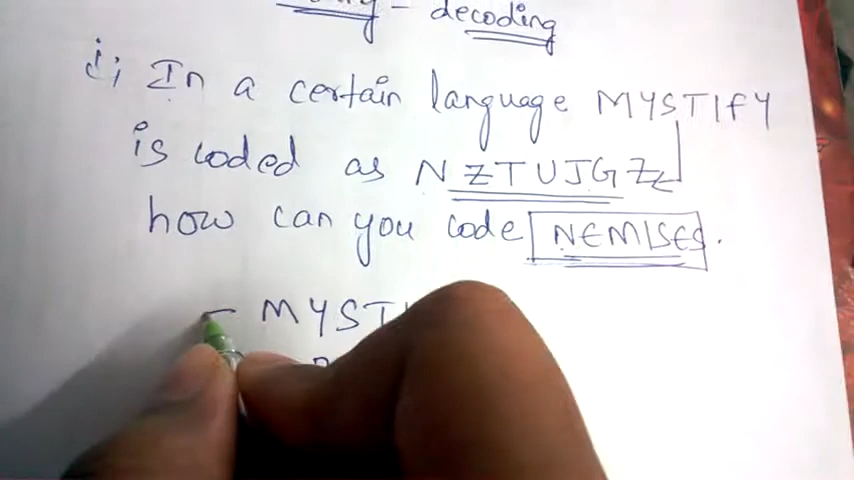 – decoding
i; In a certain language MYSTIFY
is coded as NZTUJGZ
how can you code NEMISES.
– MYST